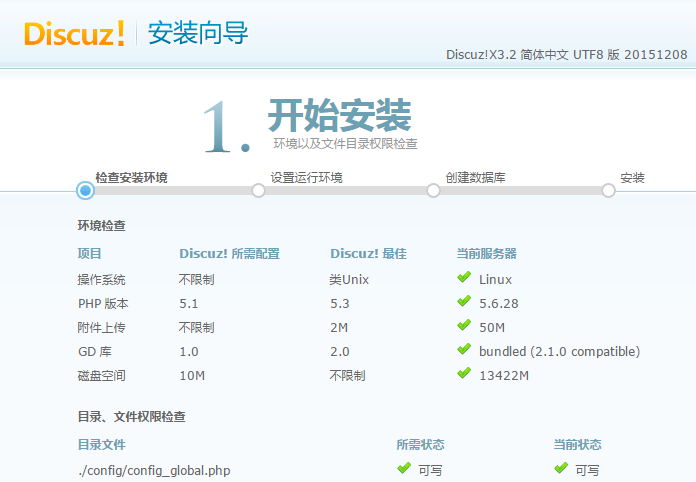 Discuz! 安装向导
Discuz!X3.2 简体中文 UTF8 版 20151208
1. 开始安装
环境以及文件目录权限检查
检查安装环境 设置运行环境 创建数据库 安装
环境检查
项目 Discuz! 所需配置 Discuz! 最佳 当前服务器
操作系统 不限制 类Unix Linux
PHP 版本 5.1 5.3 5.6.28
附件上传 不限制 2M 50M
GD 库 1.0 2.0 bundled (2.1.0 compatible)
磁盘空间 10M 不限制 13422M
目录、文件权限检查
目录文件 所需状态 当前状态
./config/config_global.php 可写 可写